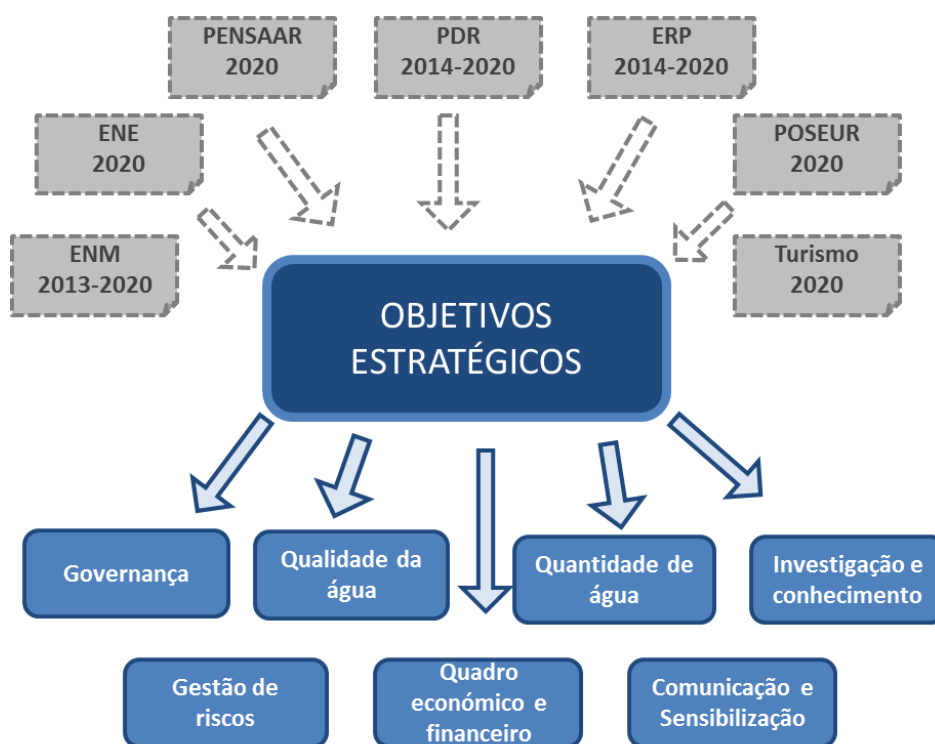 PENSAAR
2020
PDR
2014-2020
ERP
2014-2020
ENE
2020
POSEUR
2020
ENM
2013-2020
Turismo
2020
OBJETIVOS
ESTRATÉGICOS
Governança
Qualidade da
água
Quantidade de
água
Investigação e
conhecimento
Gestão de
riscos
Quadro
económico e
financeiro
Comunicação e
Sensibilização